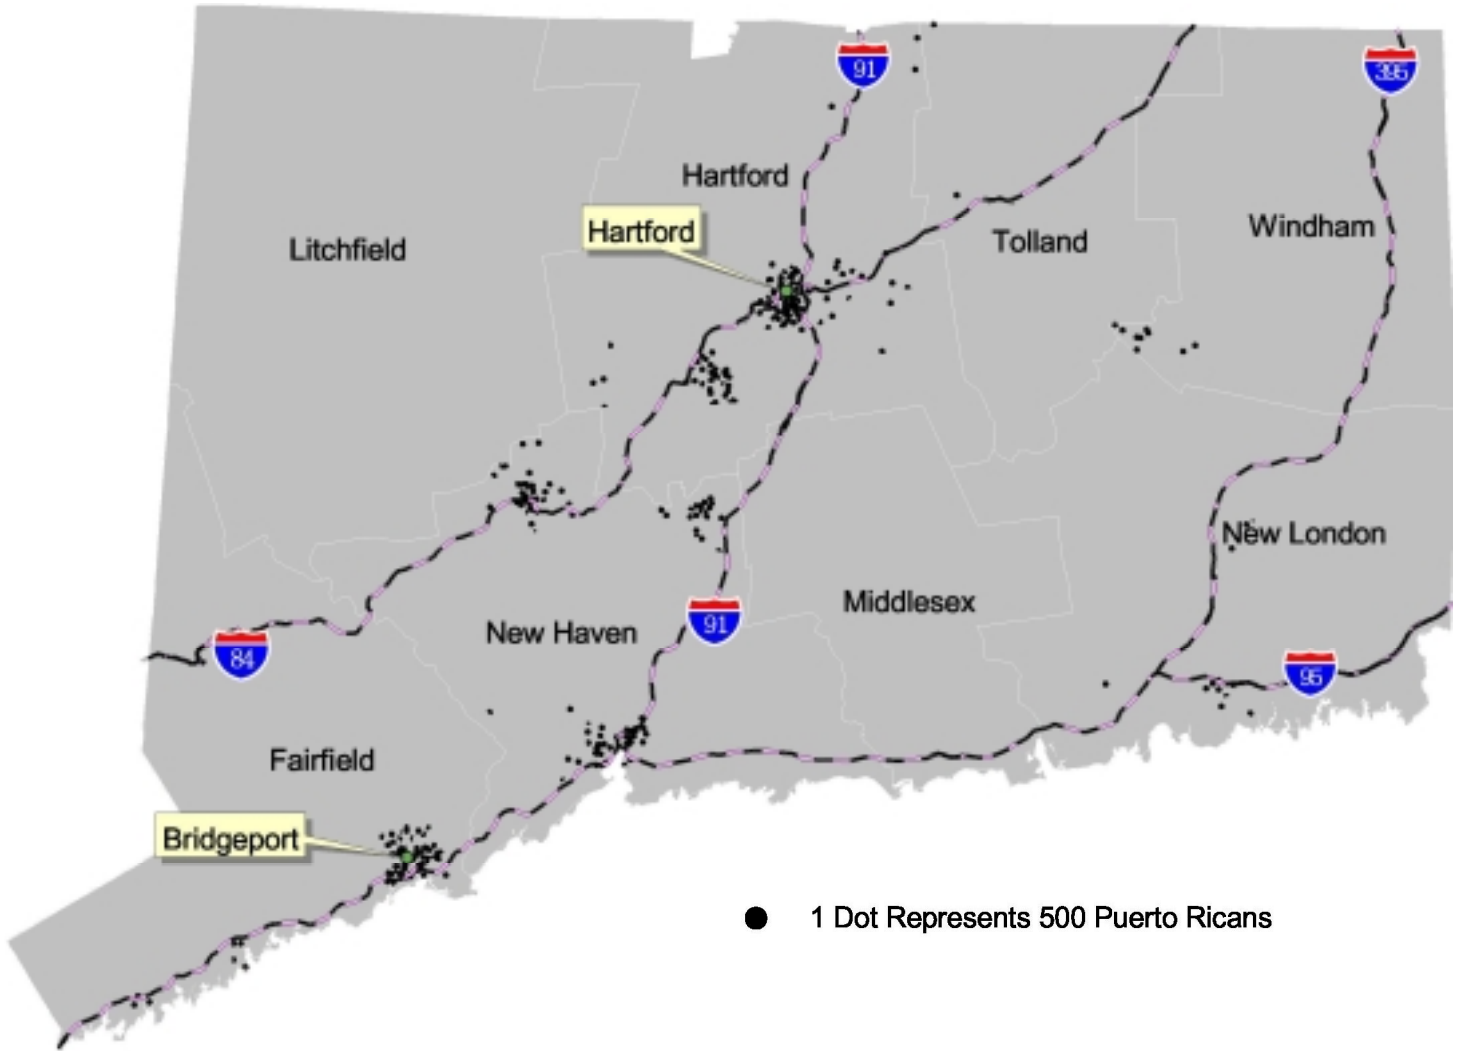 91
395
Hartford
Hartford
Litchfield
Tolland
Windham
New London
Middlesex
New Haven
91
84
95
Fairfield
Bridgeport
1 Dot Represents 500 Puerto Ricans